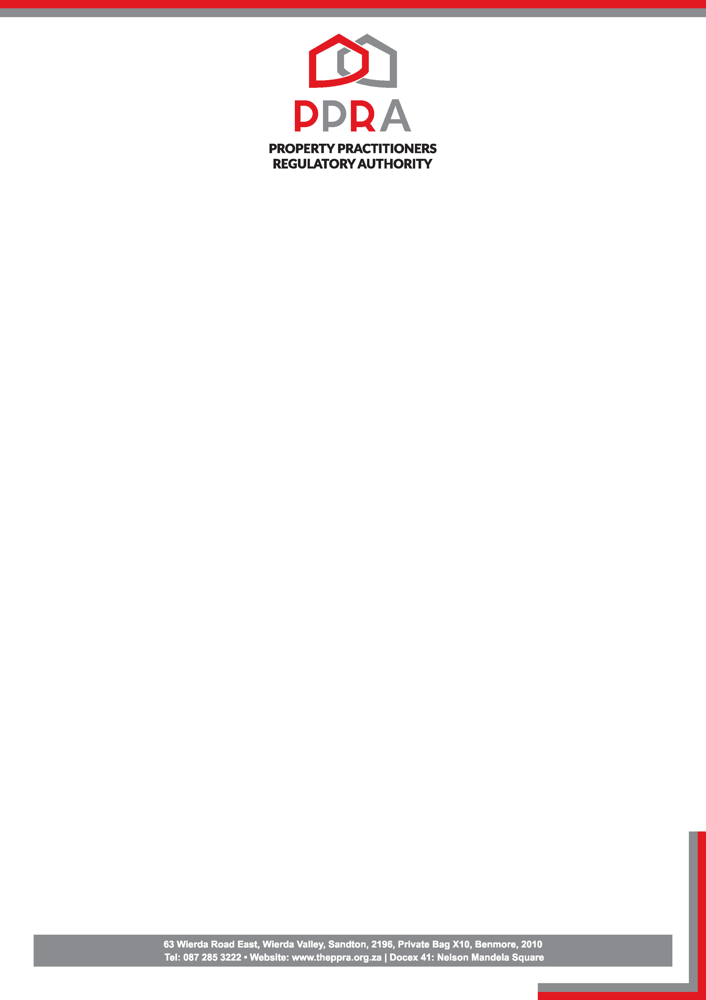 PPRA
PROPERTY PRACTITIONERS
REGULATORY AUTHORITY
63 Wierda Road East, Wierda Valley, Sandton, 2196, Private Bag X10, Benmore, 2010
Tel: 087 285 3222 • Website: www.theppra.org.za | Docex 41: Nelson Mandela Square